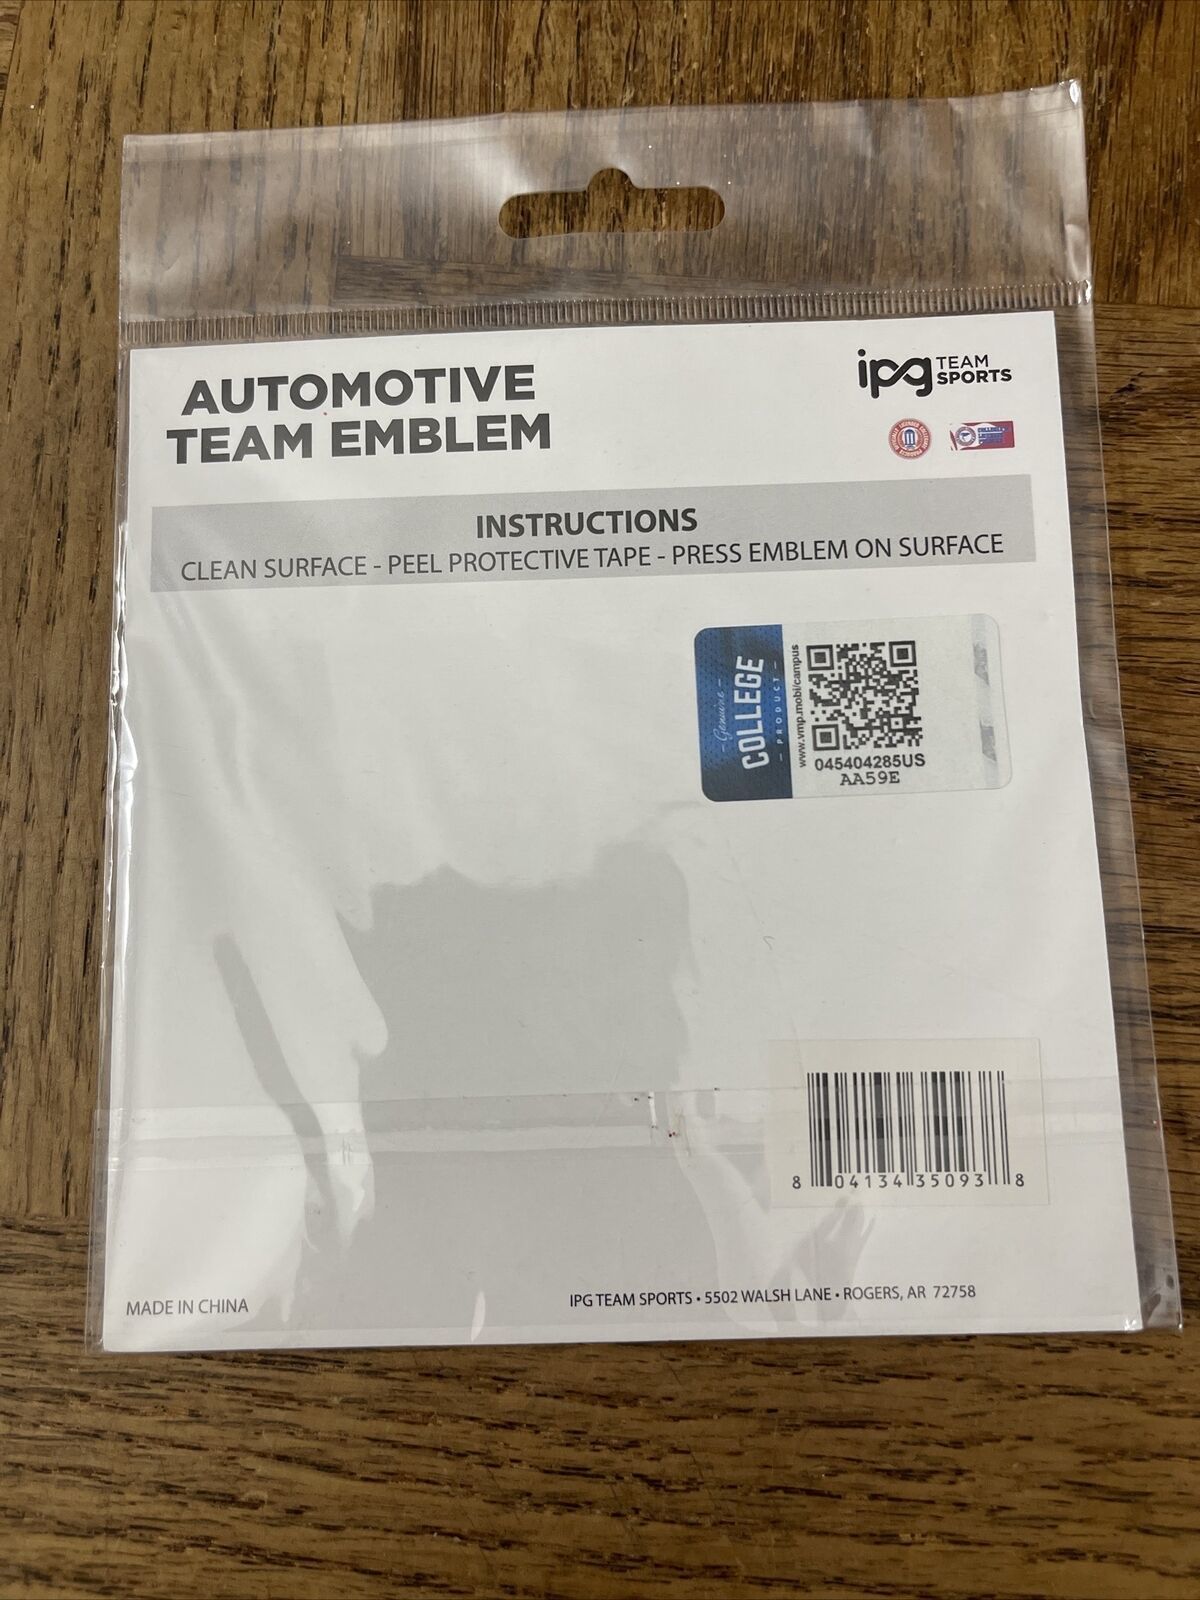 AUTOMOTIVE
TEAM EMBLEM
ipg TEAM
SPORTS
INSTRUCTIONS
CLEAN SURFACE - PEEL PROTECTIVE TAPE - PRESS EMBLEM ON SURFACE
- Genuine -
COLLEGE
- PRODUCT -
www.vmp.mobi/campus
045404285US
AA59E
8 04134 35093 8
MADE IN CHINA
IPG TEAM SPORTS • 5502 WALSH LANE • ROGERS, AR 72758